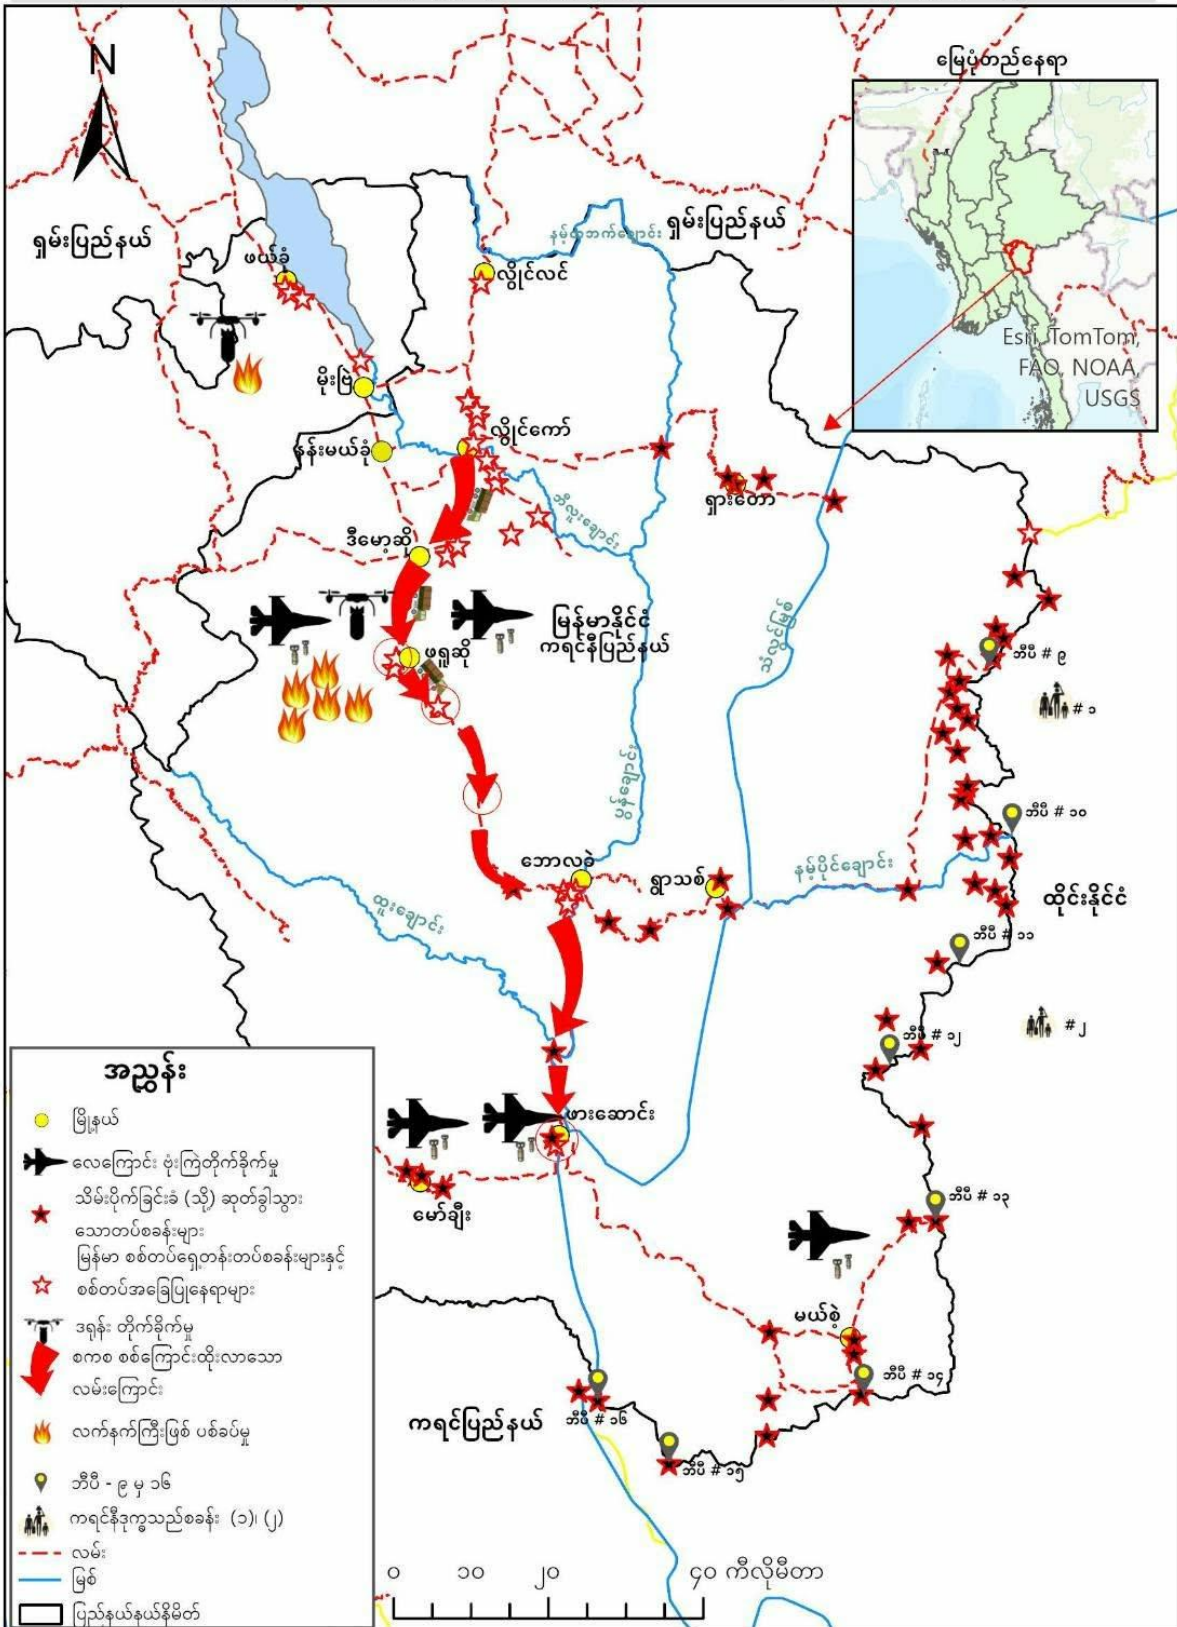 N
မြေပုံတည်နေရာ
Esri, TomTom,
FAO, NOAA,
USGS
ရှမ်းပြည်နယ်
ရှမ်းပြည်နယ်
ဖယ်ခုံ
လွိုင်လင်
မိုးဗြဲ
လွိုင်ကော်
နန်းမယ်ခုံ
ရှားတော
ဘီလူးချောင်း
ဒီမော့ဆို
မြန်မာနိုင်ငံ
ကရင်နီပြည်နယ်
သံလွင်မြစ်
ဖရူဆို
ဘီပီ # ၉
# ၁
ပွန်ချောင်း
ဘီပီ # ၁၀
ဘောလခဲ
ရွာသစ်
နမ့်ပိုင်ချောင်း
ထူးချောင်း
ထိုင်းနိုင်ငံ
ဘီပီ # ၁၁
#၂
ဘီပီ # ၁၂
ဖားဆောင်း
မော်ချီး
ဘီပီ # ၁၃
မယ်စဲ့
ဘီပီ # ၁၄
ကရင်ပြည်နယ်
ဘီပီ # ၁၆
ဘီပီ # ၁၅
အညွှန်း
မြို့နယ်
လေကြောင်း ဗုံးကြဲတိုက်ခိုက်မှု
သိမ်းပိုက်ခြင်းခံ (သို့) ဆုတ်ခွါသွား
သောတပ်စခန်းများ
မြန်မာ စစ်တပ်ရှေ့တန်းတပ်စခန်းများနှင့်
စစ်တပ်အခြေပြုနေရာများ
ဒရုန်း တိုက်ခိုက်မှု
စကစ စစ်ကြောင်းထိုးလာသော
လမ်းကြောင်း
လက်နက်ကြီးဖြစ် ပစ်ခပ်မှု
ဘီပီ - ၉ မှ ၁၆
ကရင်နီဒုက္ခသည်စခန်း (၁)၊ (၂)
လမ်း
မြစ်
ပြည်နယ်နယ်နိမိတ်
၀ ၁၀ ၂၀ ၄၀ ကီလိုမီတာ